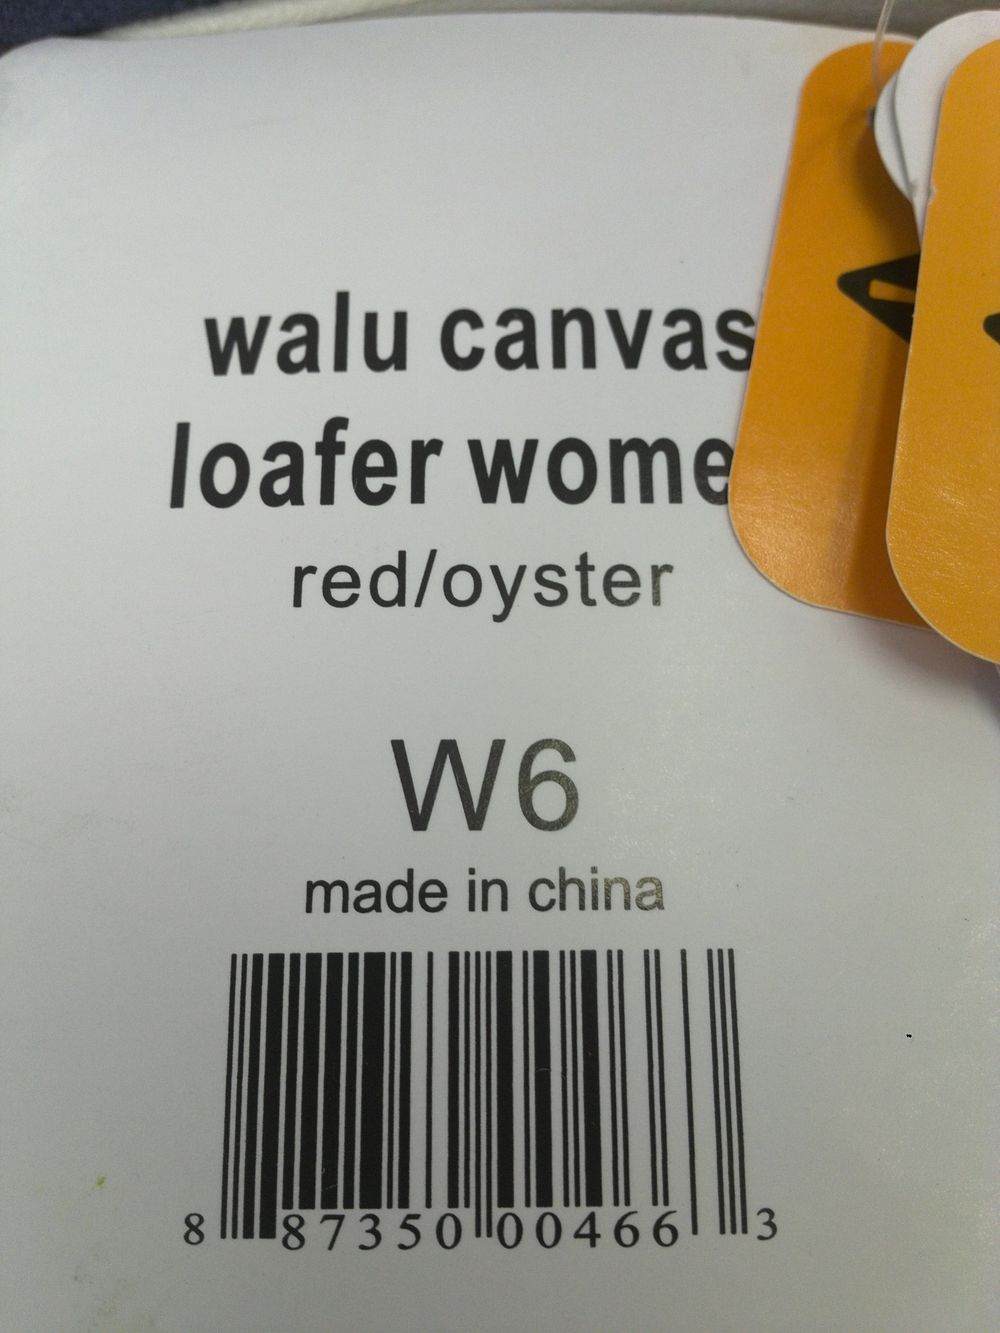 walu canvas
loafer wome
red/oyster
W6
made in china
8 87350 00466 3